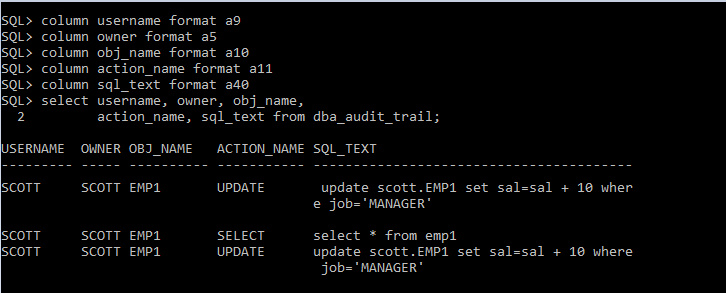 SQL> column username format a9
SQL> column owner format a5
SQL> column obj_name format a10
SQL> column action_name format a11
SQL> column sql_text format a40
SQL> select username, owner, obj_name,
  2         action_name, sql_text from dba_audit_trail;

USERNAME  OWNER OBJ_NAME   ACTION_NAME SQL_TEXT
--------- ----- ---------- ----------- ----------------------------------------
SCOTT     SCOTT EMP1       UPDATE       update scott.EMP1 set sal=sal + 10 wher
                                       e job='MANAGER'

SCOTT     SCOTT EMP1       SELECT      select * from emp1
SCOTT     SCOTT EMP1       UPDATE      update scott.EMP1 set sal=sal + 10 where
                                        job='MANAGER'